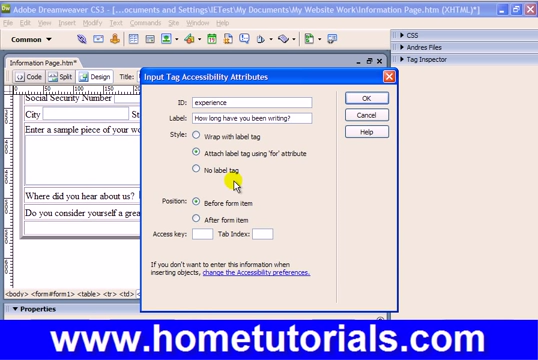 Adobe Dreamweaver CS3 - [...ocuments and Settings\IETest\Documents\My Website Work\Information Page.htm (XHTML)*]
File Edit View Insert Modify Text Commands Site Window Help
Common
CSS
Andres Files
Tag Inspector
Information Page.htm*
Code Split Design Title:
Input Tag Accessibility Attributes
ID: experience
Label: How long have you been writing?
Style: Wrap with label tag
Attach label tag using 'for' attribute
No label tag
Position: Before form item
After form item
Access key: Tab Index:
If you don't want to enter this information when
inserting objects, change the Accessibility preferences.
OK
Cancel
Help
Social Security Number
City St
Enter a sample piece of your wo
Where did you hear about us?
Do you consider yourself a grea
<body> <form#form1> <table> <tr> <td>
Properties
www.hometutorials.com